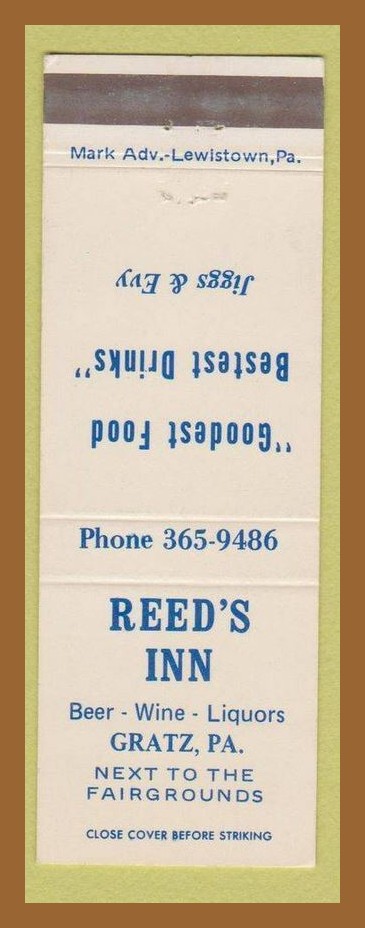 Mark Adv.-Lewistown,Pa.
"Goodest Food
Bestest Drinks"
Jiggs & Evy
Phone 365-9486
REED'S
INN
Beer - Wine - Liquors
GRATZ, PA.
NEXT TO THE
FAIRGROUNDS
CLOSE COVER BEFORE STRIKING